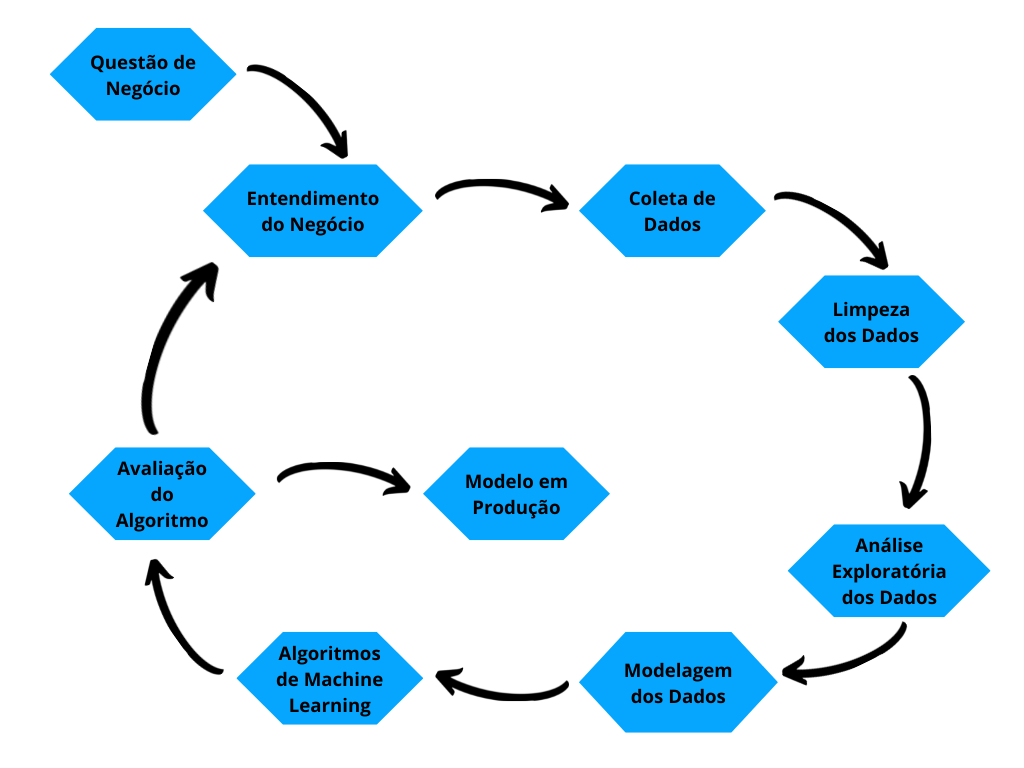 Questão de
Negócio
Entendimento
do Negócio
Coleta de
Dados
Limpeza
dos Dados
Análise
Exploratória
dos Dados
Modelagem
dos Dados
Algoritmos
de Machine
Learning
Avaliação
do
Algoritmo
Modelo em
Produção